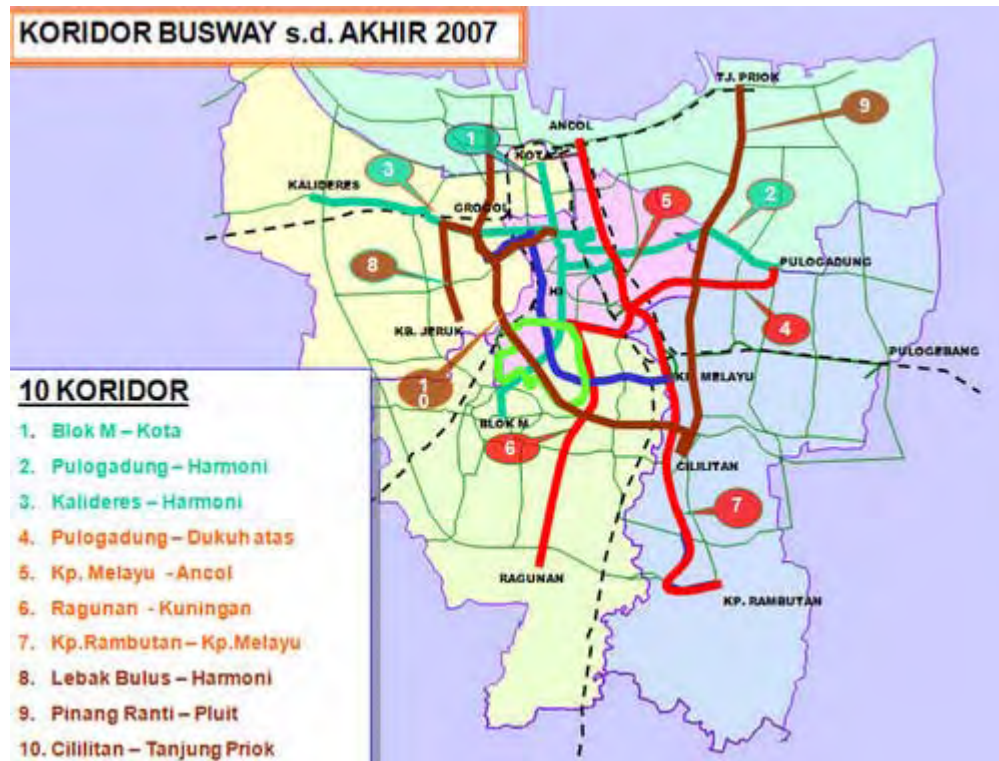 KORIDOR BUSWAY s.d. AKHIR 2007
TJ. PRIOK
9
ANCOL
1
KOTA
3
KALIDERES
GROGOL
5
2
PULOGADUNG
8
HI
4
KB. JERUK
PULOGEBANG
KP. MELAYU
10
BLOK M
6
CILILITAN
7
RAGUNAN
KP. RAMBUTAN
10 KORIDOR
1. Blok M – Kota
2. Pulogadung – Harmoni
3. Kalideres – Harmoni
4. Pulogadung – Dukuh atas
5. Kp. Melayu -Ancol
6. Ragunan - Kuningan
7. Kp.Rambutan – Kp.Melayu
8. Lebak Bulus – Harmoni
9. Pinang Ranti – Pluit
10. Cililitan – Tanjung Priok